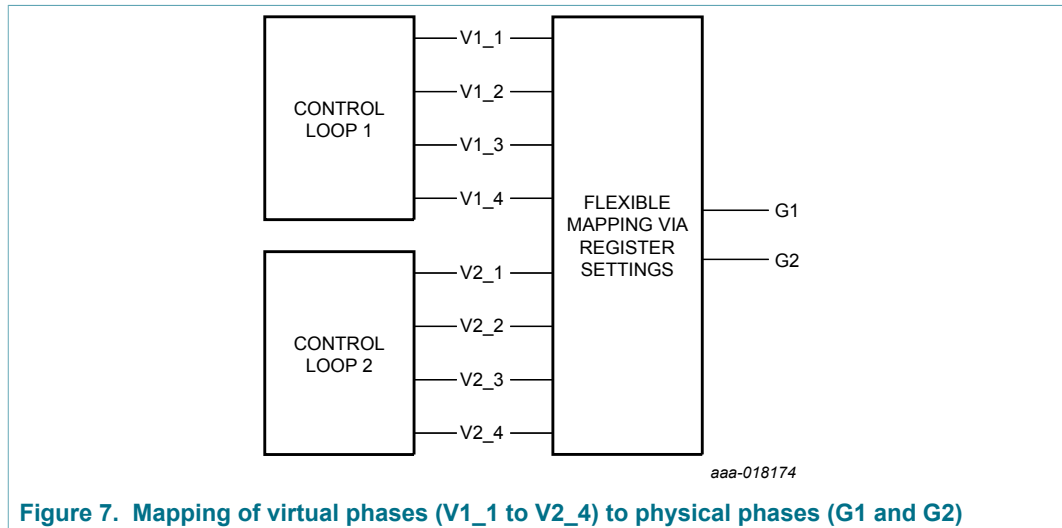 CONTROL
LOOP 1
V1_1
V1_2
V1_3
V1_4
CONTROL
LOOP 2
V2_1
V2_2
V2_3
V2_4
FLEXIBLE
MAPPING VIA
REGISTER
SETTINGS
G1
G2
aaa-018174
Figure 7. Mapping of virtual phases (V1_1 to V2_4) to physical phases (G1 and G2)